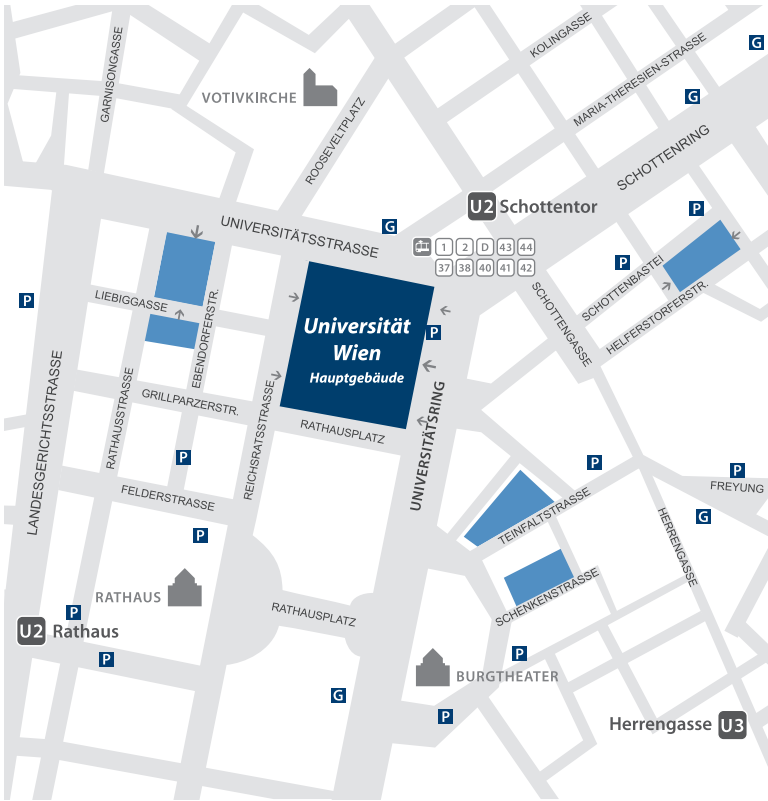 KOLINGASSE
G
MARIA-THERESIEN-STRASSE
GARNISONGASSE
VOTIVKIRCHE
G
ROOSEVELTPLATZ
SCHOTTENRING
U2 Schottentor
P
UNIVERSITÄTSSTRASSE
G
1 2 D 43 44
37 38 40 41 42
P
SCHOTTENBASTEI
HELFERSTORFERSTR.
SCHOTTENGASSE
P
LIEBIGGASSE
EBENDORFERSTR.
Universität
Wien
Hauptgebäude
P
LANDESGERICHTSSTRASSE
RATHAUSSTRASSE
GRILLPARZERSTR.
REICHSRATSSTRASSE
RATHAUSPLATZ
UNIVERSITÄTSRING
P
P
P
FREYUNG
FELDERSTRASSE
TEINFALTSTRASSE
G
HERRENGASSE
P
RATHAUS
SCHENKENSTRASSE
RATHAUSPLATZ
P
U2 Rathaus
P
P
BURGTHEATER
G
P
Herrengasse U3